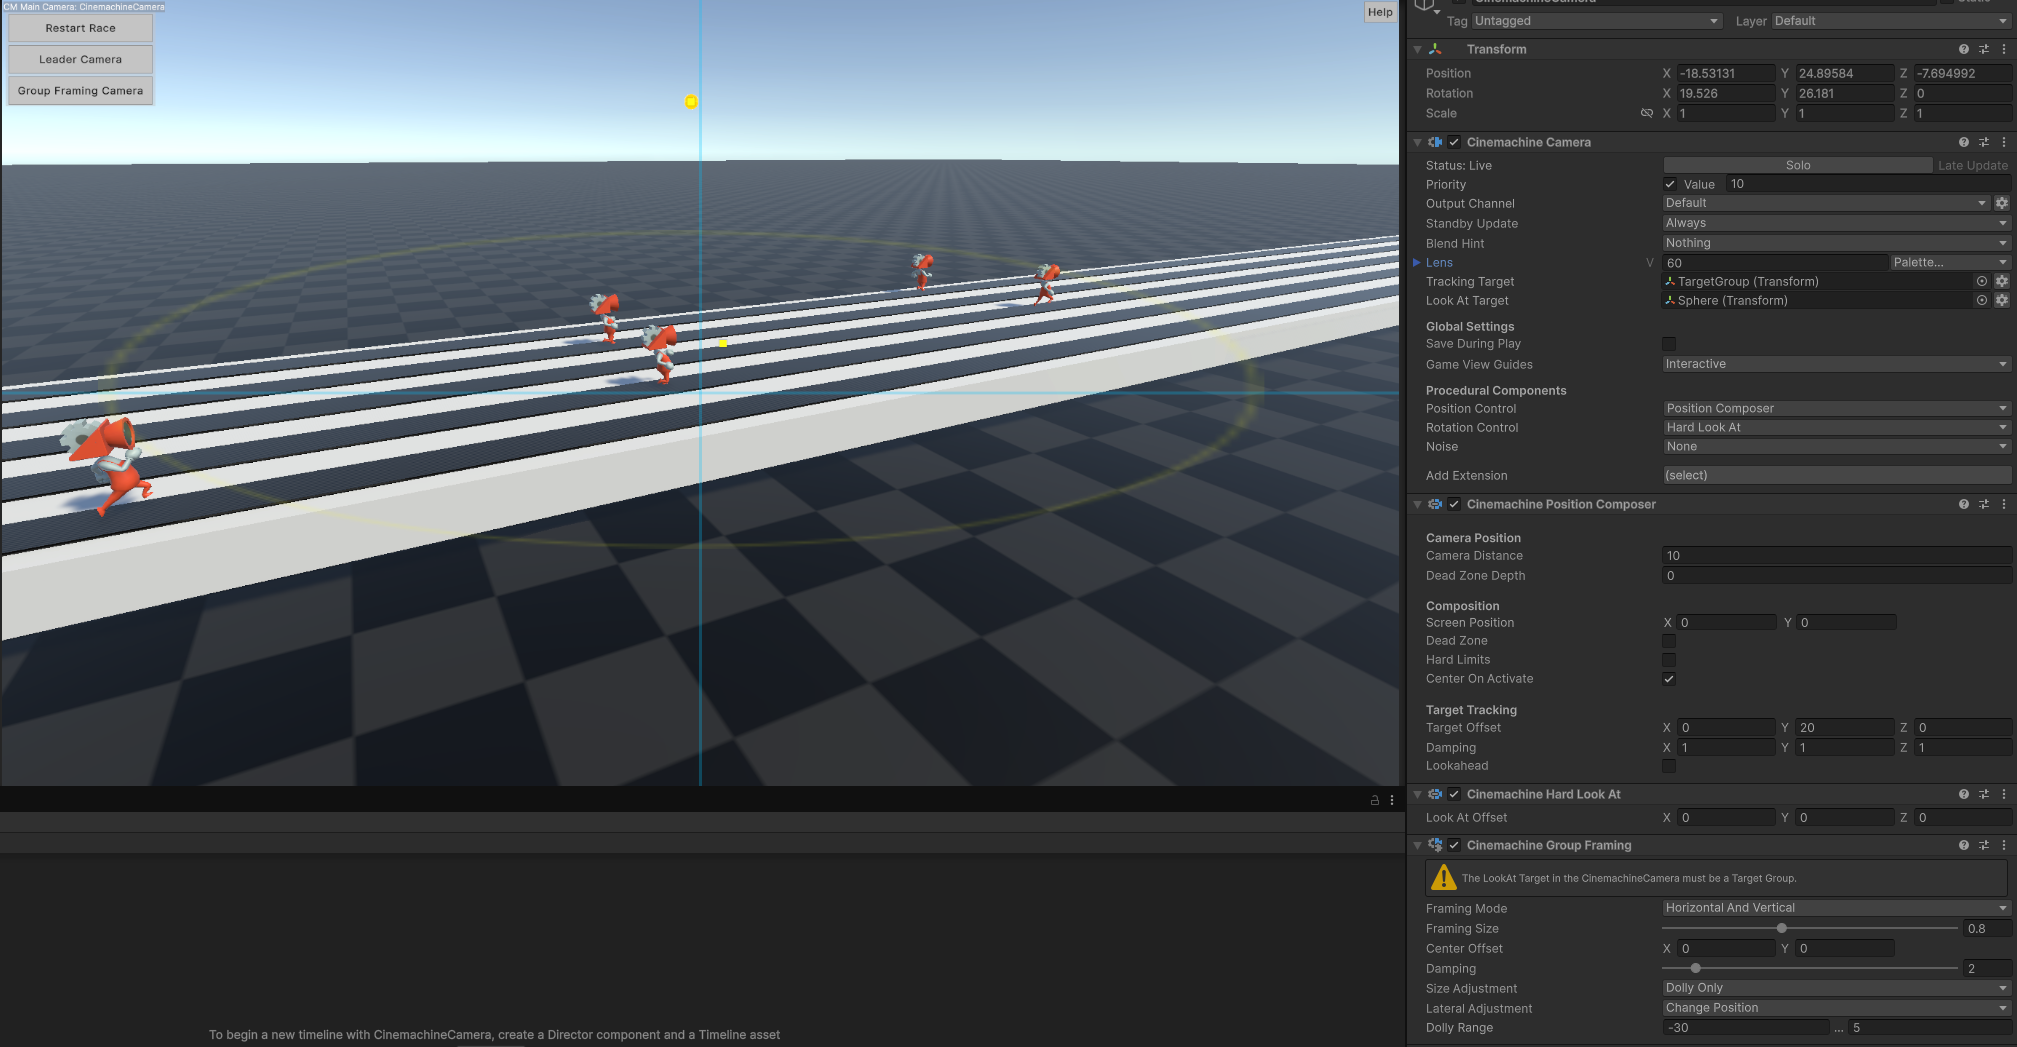 CM Main Camera: CinemachineCamera
Restart Race
Leader Camera
Group Framing Camera
Help
Tag Untagged Layer Default
Transform
Position X -18.53131 Y 24.89584 Z -7.694992
Rotation X 19.526 Y 26.181 Z 0
Scale X 1 Y 1 Z 1
Cinemachine Camera
Status: Live Solo Late Update
Priority Value 10
Output Channel Default
Standby Update Always
Blend Hint Nothing
Lens V 60 Palette...
Tracking Target TargetGroup (Transform)
Look At Target Sphere (Transform)
Global Settings
Save During Play
Game View Guides Interactive
Procedural Components
Position Control Position Composer
Rotation Control Hard Look At
Noise None
Add Extension (select)
Cinemachine Position Composer
Camera Position
Camera Distance 10
Dead Zone Depth 0
Composition
Screen Position X 0 Y 0
Dead Zone
Hard Limits
Center On Activate
Target Tracking
Target Offset X 0 Y 20 Z 0
Damping X 1 Y 1 Z 1
Lookahead
Cinemachine Hard Look At
Look At Offset X 0 Y 0 Z 0
Cinemachine Group Framing
The LookAt Target in the CinemachineCamera must be a Target Group.
Framing Mode Horizontal And Vertical
Framing Size 0.8
Center Offset X 0 Y 0
Damping 2
Size Adjustment Dolly Only
Lateral Adjustment Change Position
Dolly Range -30 ... 5
To begin a new timeline with CinemachineCamera, create a Director component and a Timeline asset